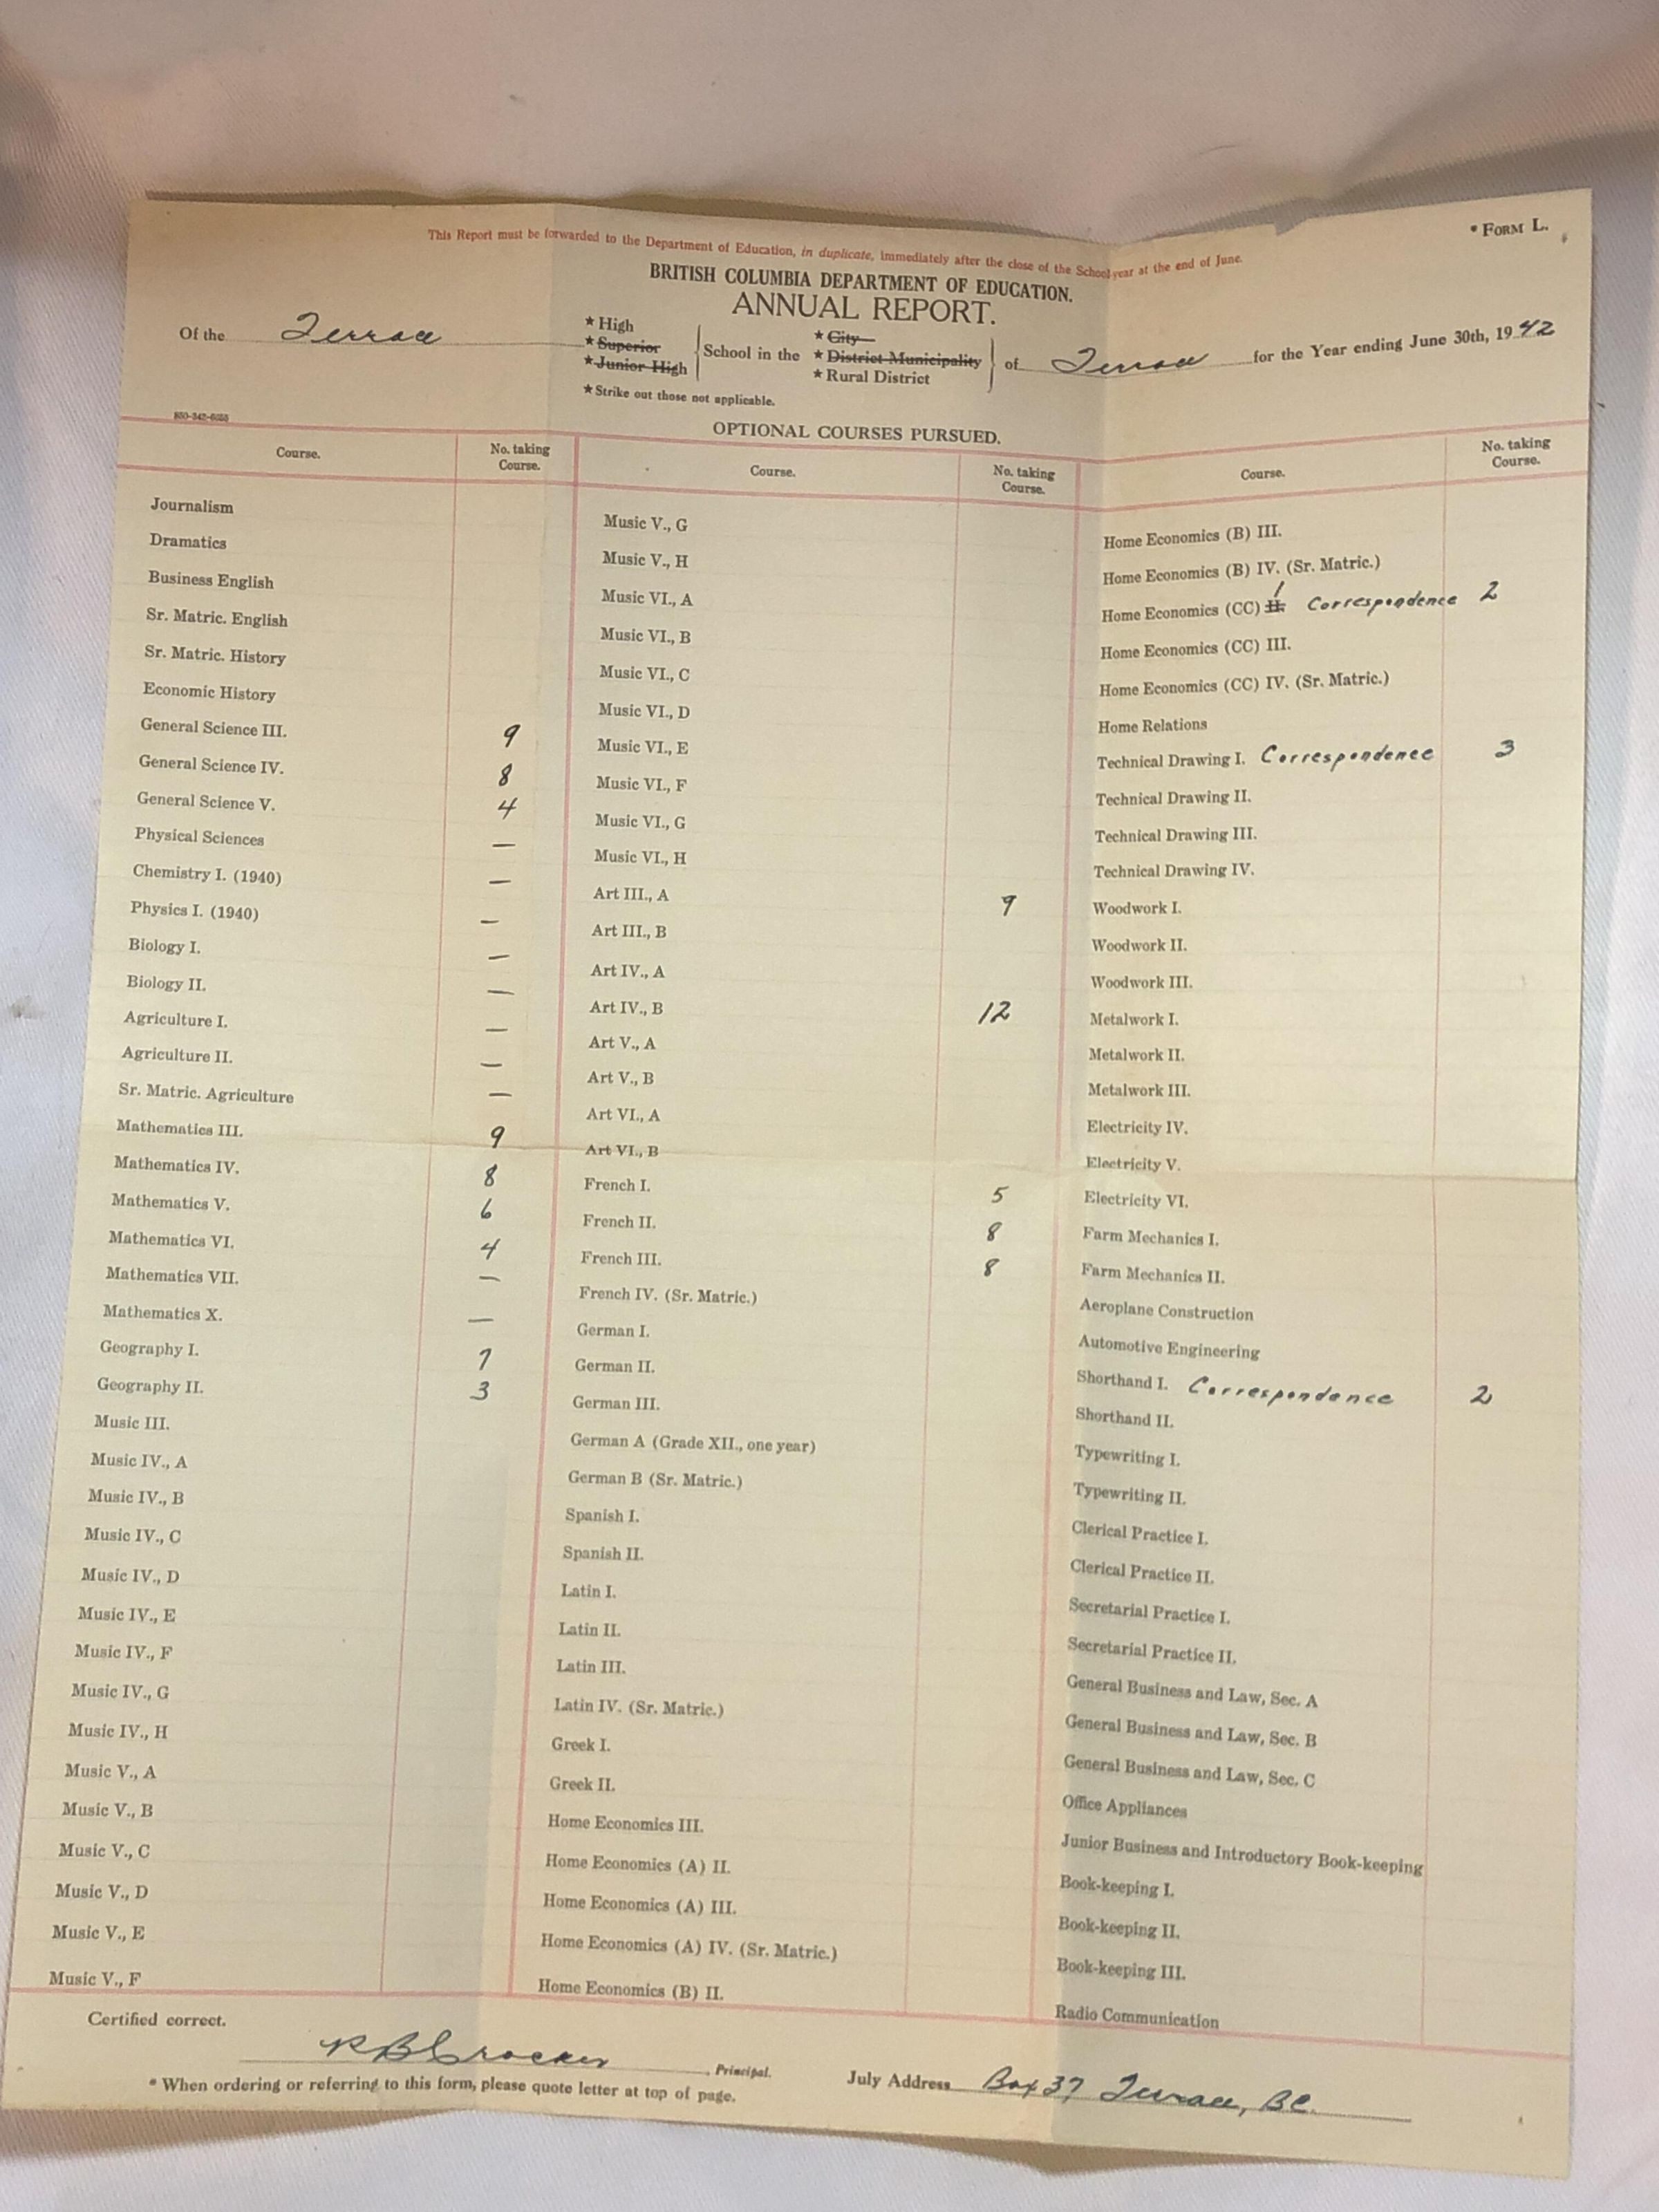 * FORM L.
This Report must be forwarded to the Department of Education, in duplicate, immediately after the close of the School-year at the end of June.
BRITISH COLUMBIA DEPARTMENT OF EDUCATION.
ANNUAL REPORT.
Of the Terrace ★ High ★ Superior ★ Junior High School in the ★ City ★ District Municipality ★ Rural District of Terrace for the Year ending June 30th, 1942
★ Strike out those not applicable.
OPTIONAL COURSES PURSUED.
Course. No. taking Course.
Journalism
Dramatics
Business English
Sr. Matric. English
Sr. Matric. History
Economic History
General Science III. 9
General Science IV. 8
General Science V. 4
Physical Sciences —
Chemistry I. (1940) —
Physics I. (1940) —
Biology I. —
Biology II. —
Agriculture I. —
Agriculture II. —
Sr. Matric. Agriculture —
Mathematics III. 9
Mathematics IV. 8
Mathematics V. 6
Mathematics VI. 4
Mathematics VII. —
Mathematics X. —
Geography I. 7
Geography II. 3
Music III.
Music IV., A
Music IV., B
Music IV., C
Music IV., D
Music IV., E
Music IV., F
Music IV., G
Music IV., H
Music V., A
Music V., B
Music V., C
Music V., D
Music V., E
Music V., F
Course. No. taking Course.
Music V., G
Music V., H
Music VI., A
Music VI., B
Music VI., C
Music VI., D
Music VI., E
Music VI., F
Music VI., G
Music VI., H
Art III., A 9
Art III., B
Art IV., A
Art IV., B 12
Art V., A
Art V., B
Art VI., A
Art VI., B
French I. 5
French II. 8
French III. 8
French IV. (Sr. Matric.)
German I.
German II.
German III.
German A (Grade XII., one year)
German B (Sr. Matric.)
Spanish I.
Spanish II.
Latin I.
Latin II.
Latin III.
Latin IV. (Sr. Matric.)
Greek I.
Greek II.
Home Economics III.
Home Economics (A) II.
Home Economics (A) III.
Home Economics (A) IV. (Sr. Matric.)
Home Economics (B) II.
Course. No. taking Course.
Home Economics (B) III.
Home Economics (B) IV. (Sr. Matric.)
Home Economics (CC) II. I Correspondence 2
Home Economics (CC) III.
Home Economics (CC) IV. (Sr. Matric.)
Home Relations
Technical Drawing I. Correspondence 3
Technical Drawing II.
Technical Drawing III.
Technical Drawing IV.
Woodwork I.
Woodwork II.
Woodwork III.
Metalwork I.
Metalwork II.
Metalwork III.
Electricity IV.
Electricity V.
Electricity VI.
Farm Mechanics I.
Farm Mechanics II.
Aeroplane Construction
Automotive Engineering
Shorthand I. Correspondence 2
Shorthand II.
Typewriting I.
Typewriting II.
Clerical Practice I.
Clerical Practice II.
Secretarial Practice I.
Secretarial Practice II.
General Business and Law, Sec. A
General Business and Law, Sec. B
General Business and Law, Sec. C
Office Appliances
Junior Business and Introductory Book-keeping
Book-keeping I.
Book-keeping II.
Book-keeping III.
Radio Communication
Certified correct.
R B Crocker, Principal.
July Address Box 37 Terrace, BC.
* When ordering or referring to this form, please quote letter at top of page.